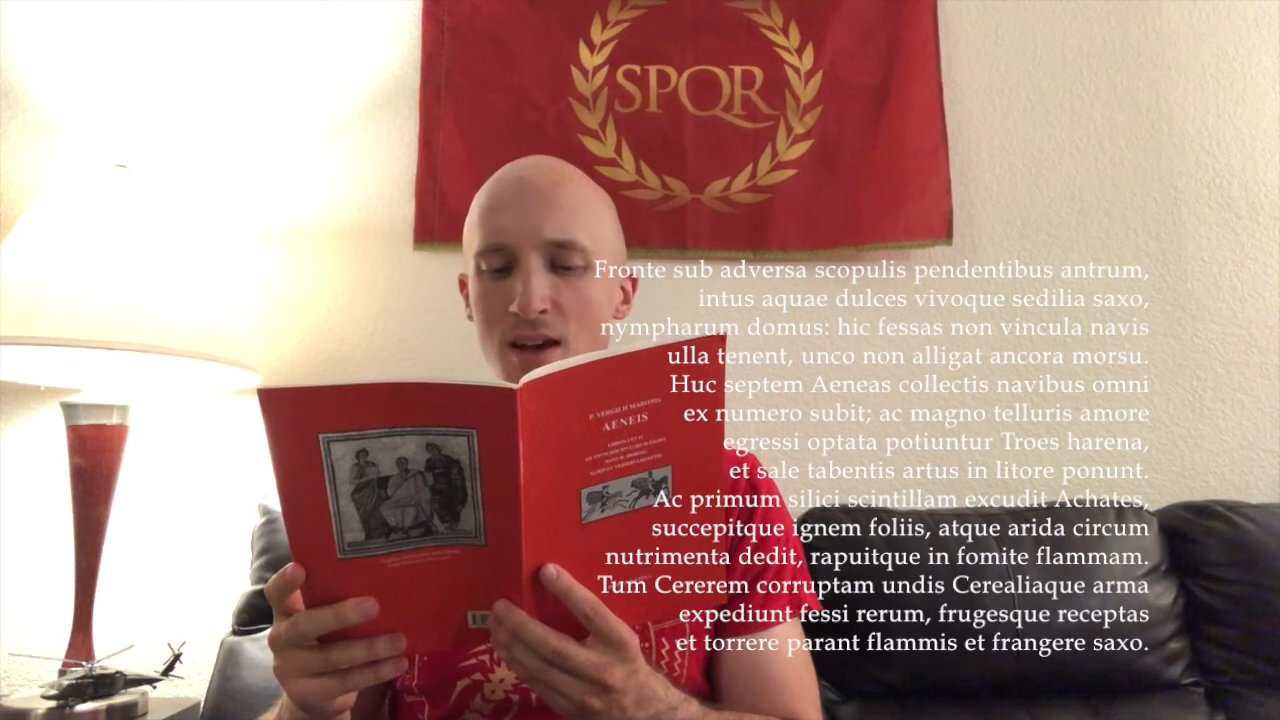 SPQR
Fronte sub adversa scopulis pendentibus antrum,
intus aquae dulces vivoque sedilia saxo,
nympharum domus: hic fessas non vincula navis
ulla tenent, unco non alligat ancora morsu.
Huc septem Aeneas collectis navibus omni
ex numero subit; ac magno telluris amore
egressi optata potiuntur Troes harena,
et sale tabentis artus in litore ponunt.
Ac primum silici scintillam excudit Achates,
succepitque ignem foliis, atque arida circum
nutrimenta dedit, rapuitque in fomite flammam.
Tum Cererem corruptam undis Cerealiaque arma
expediunt fessi rerum, frugesque receptas
et torrere parant flammis et frangere saxo.
P. VERGILII MARONIS
AENEIS